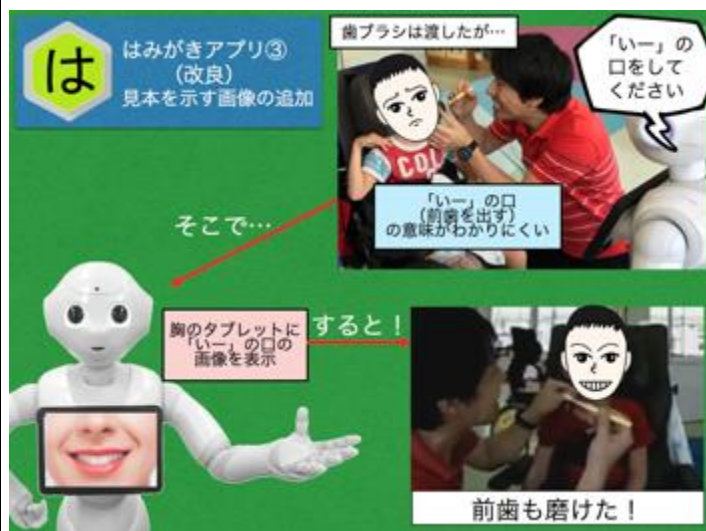 は
はみがきアプリ③
（改良）
見本を示す画像の追加
歯ブラシは渡したが…
「いー」の
口をして
ください
COL
「いー」の口
（前歯を出す）
の意味がわかりにくい
そこで…
胸のタブレットに
「いー」の口の
画像を表示
すると！
前歯も磨けた！